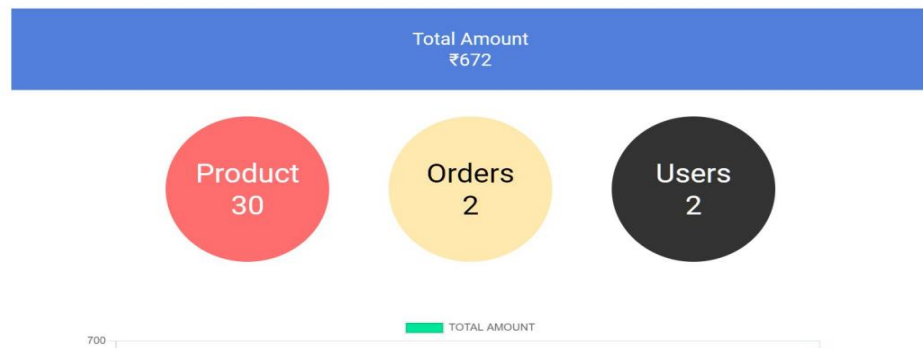 Total Amount
₹672
Product
30
Orders
2
Users
2
TOTAL AMOUNT
700